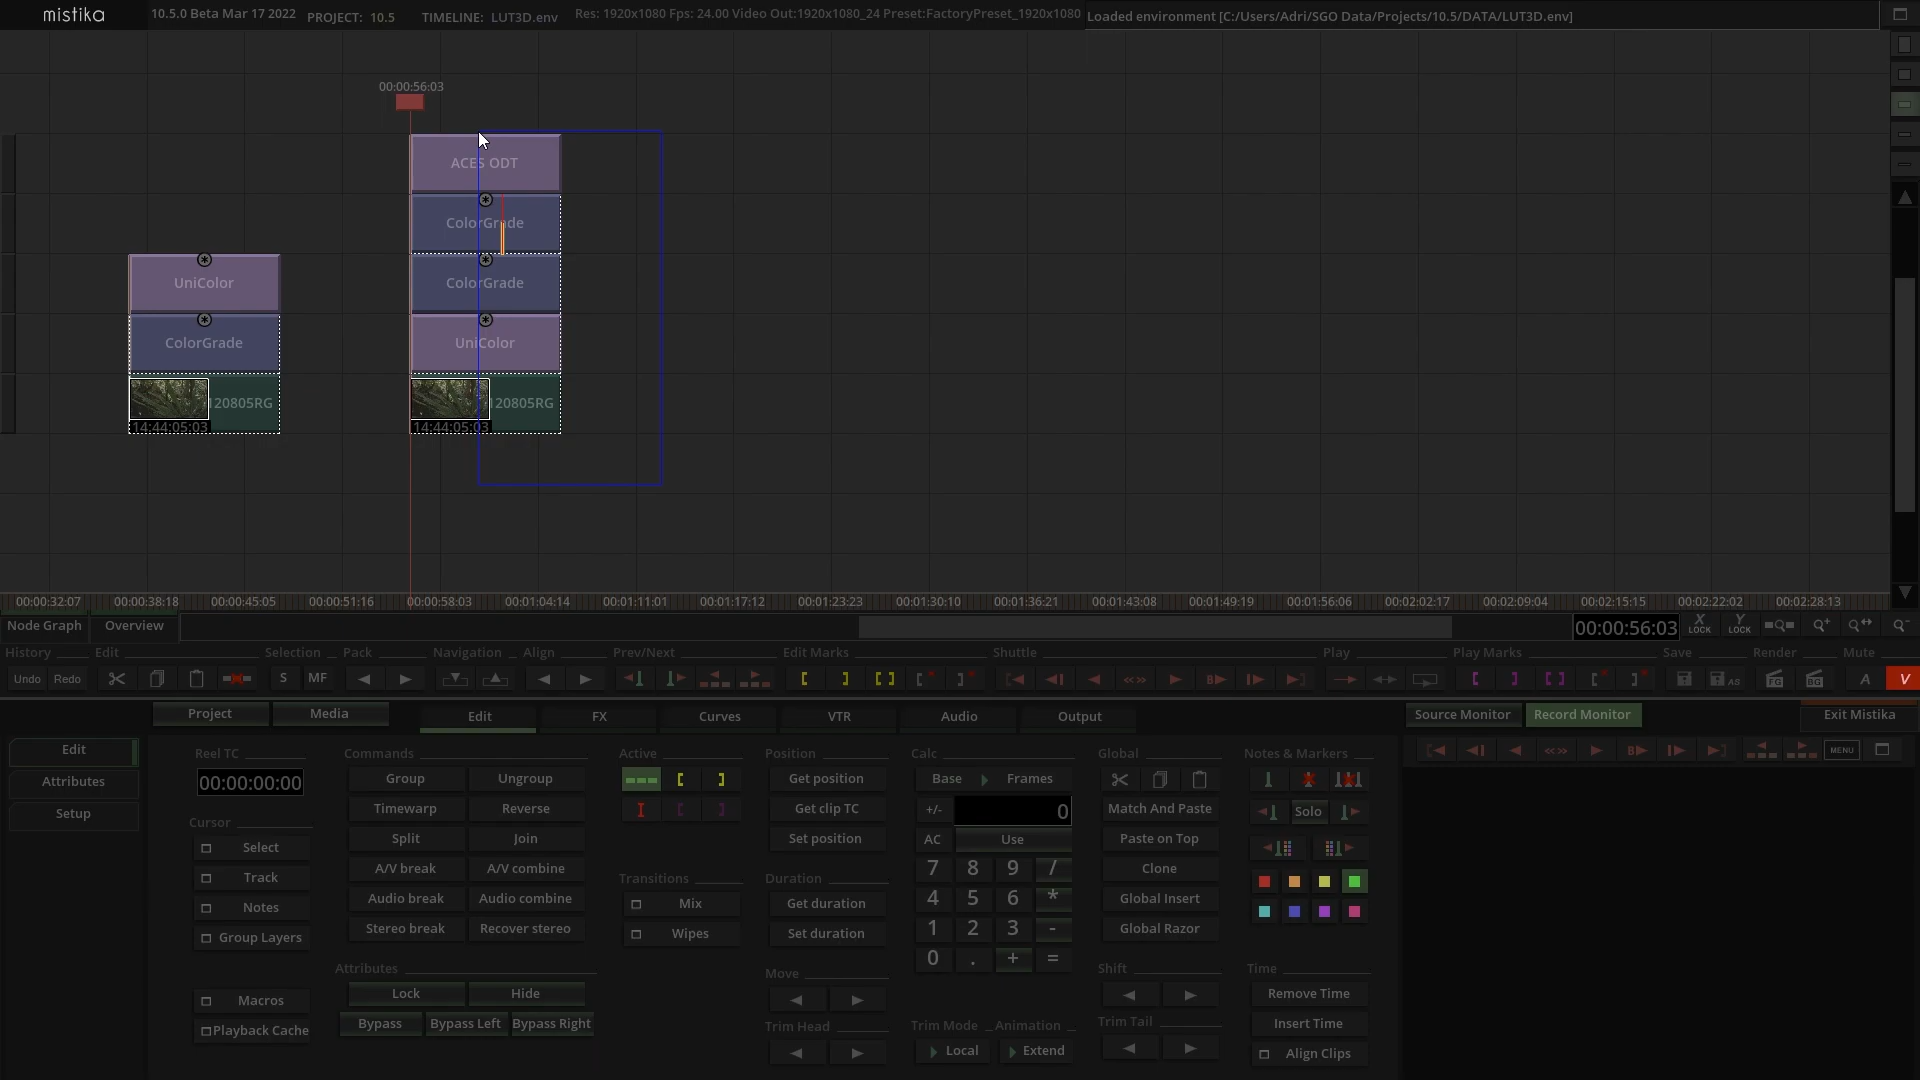 mistika 10.5.0 Beta Mar 17 2022 PROJECT: 10.5 TIMELINE: LUT3D.env Res: 1920x1080 Fps: 24.00 Video Out:1920x1080_24 Preset:FactoryPreset_1920x1080 Loaded environment [C:/Users/Adri/SGO Data/Projects/10.5/DATA/LUT3D.env]
00:00:56:03
ACES ODT
ColorGrade
UniColor ColorGrade
ColorGrade UniColor
120805RG 120805RG
14:44:05:03 14:44:05:03
00:00:32:07 00:00:38:18 00:00:45:05 00:00:51:16 00:00:58:03 00:01:04:14 00:01:11:01 00:01:17:12 00:01:23:23 00:01:30:10 00:01:36:21 00:01:43:08 00:01:49:19 00:01:56:06 00:02:02:17 00:02:09:04 00:02:15:15 00:02:22:02 00:02:28:13
Node Graph Overview 00:00:56:03 X LOCK Y LOCK
History Edit Selection Pack Navigation Align Prev/Next Edit Marks Shuttle Play Play Marks Save Render Mute
Undo Redo S MF AS FG BG A V
Project Media Edit FX Curves VTR Audio Output Source Monitor Record Monitor Exit Mistika
Edit Reel TC Commands Active Position Calc Global Notes & Markers MENU
Attributes 00:00:00:00 Group Ungroup Get position Base Frames
Setup Timewarp Reverse Get clip TC +/- 0 Match And Paste Solo
Cursor Split Join Set position AC Use Paste on Top
Select A/V break A/V combine Transitions Duration 7 8 9 / Clone
Track Audio break Audio combine Mix Get duration 4 5 6 * Global Insert
Notes Stereo break Recover stereo Wipes Set duration 1 2 3 - Global Razor
Group Layers Attributes Move 0 . + = Shift Time
Macros Lock Hide Remove Time
Playback Cache Bypass Bypass Left Bypass Right Trim Head Trim Mode Animation Trim Tail Insert Time
Local Extend Align Clips